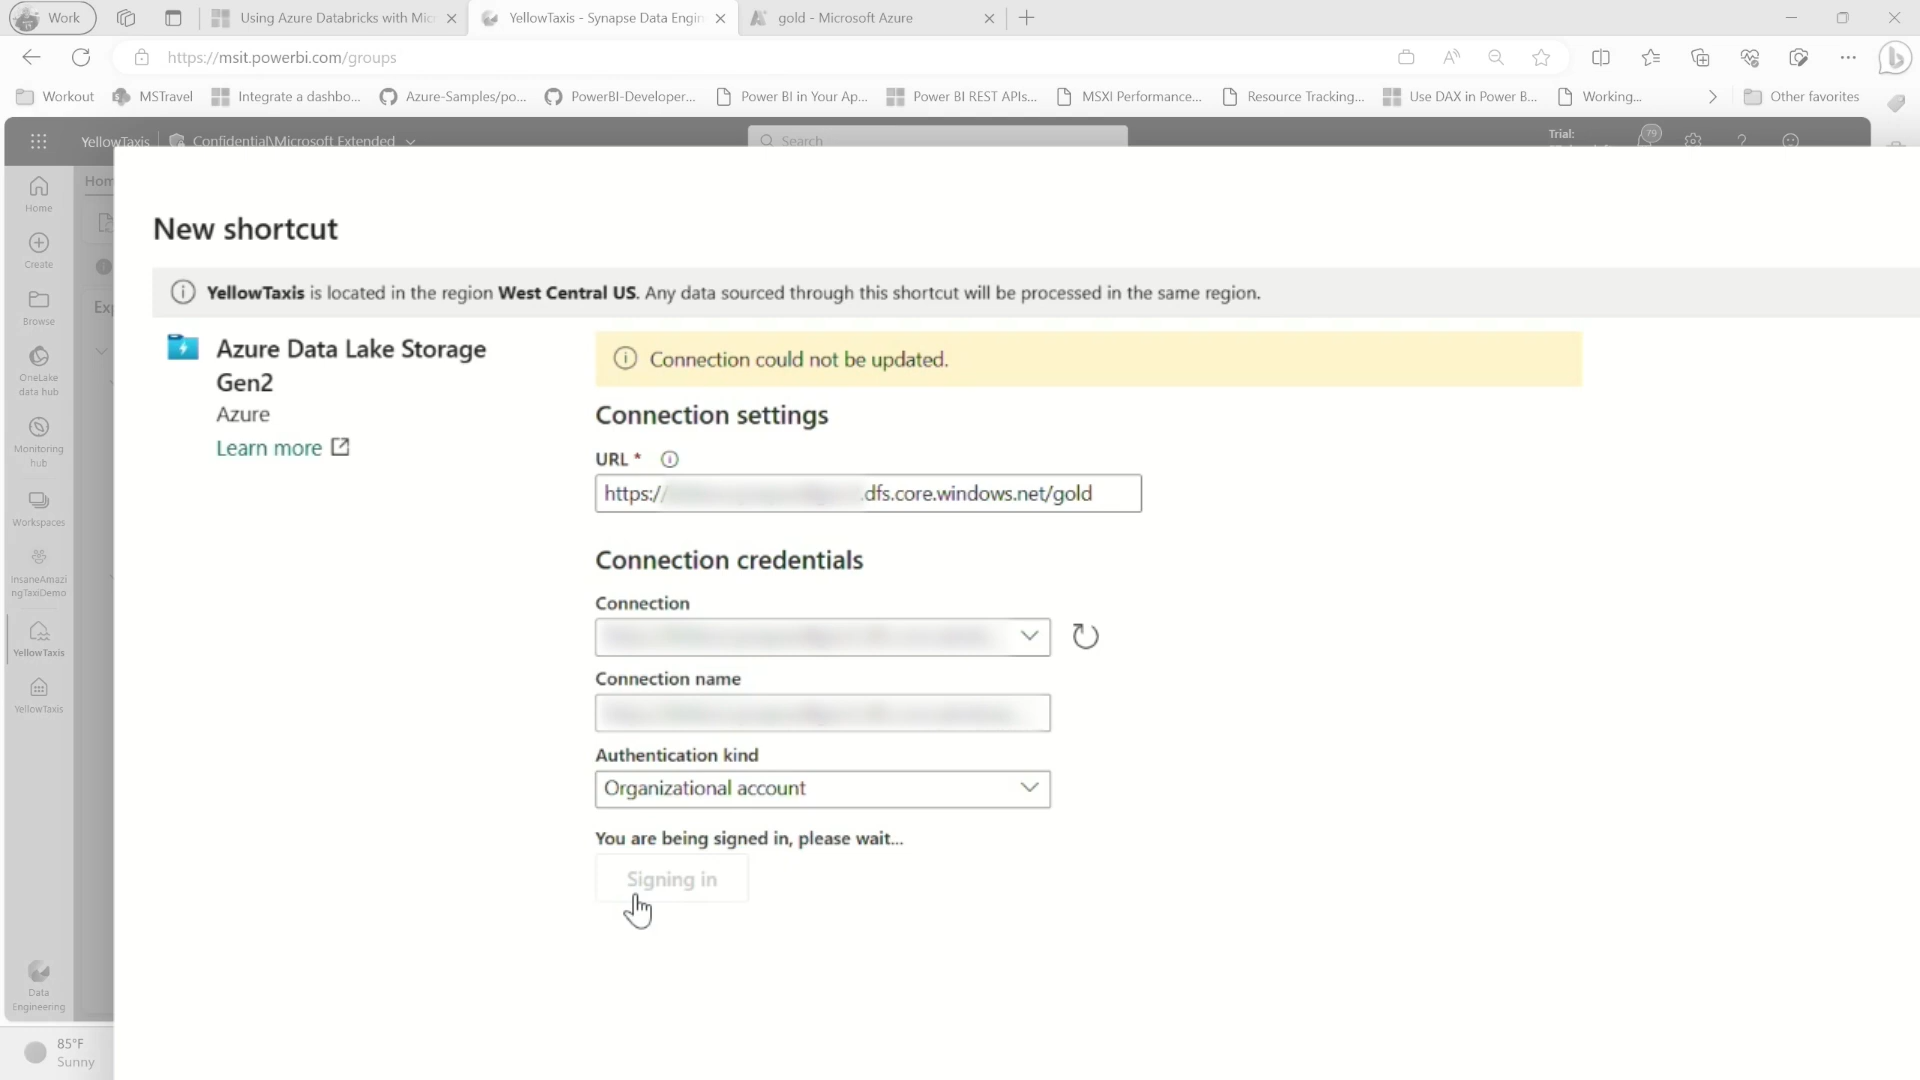 Work
Using Azure Databricks with Micr
YellowTaxis - Synapse Data Engin
gold - Microsoft Azure
https://msit.powerbi.com/groups
Workout
MSTravel
Integrate a dashbo...
Azure-Samples/po...
PowerBI-Developer...
Power BI in Your Ap...
Power BI REST APIs...
MSXI Performance...
Resource Tracking...
Use DAX in Power B...
Working...
Other favorites
YellowTaxis
Confidential\Microsoft Extended
Search
Trial:
79
Home
Create
Browse
OneLake
data hub
Monitoring
hub
Workspaces
InsaneAmazi
ngTaxiDemo
YellowTaxis
YellowTaxis
Data
Engineering
Hom
Exp
New shortcut
YellowTaxis is located in the region West Central US. Any data sourced through this shortcut will be processed in the same region.
Azure Data Lake Storage
Gen2
Azure
Learn more
Connection could not be updated.
Connection settings
URL *
https:// .dfs.core.windows.net/gold
Connection credentials
Connection
Connection name
Authentication kind
Organizational account
You are being signed in, please wait...
Signing in
85°F
Sunny